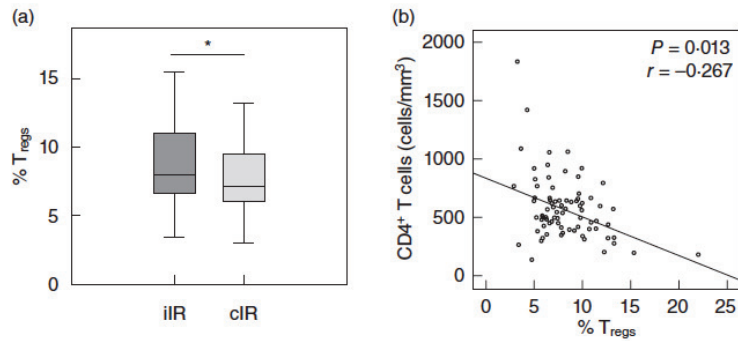 (a)
*
15
10
5
0
% Tregs
iIR
cIR
(b)
P = 0·013
r = –0·267
2000
1500
1000
500
0
CD4⁺ T cells (cells/mm³)
0 5 10 15 20 25
% Tregs